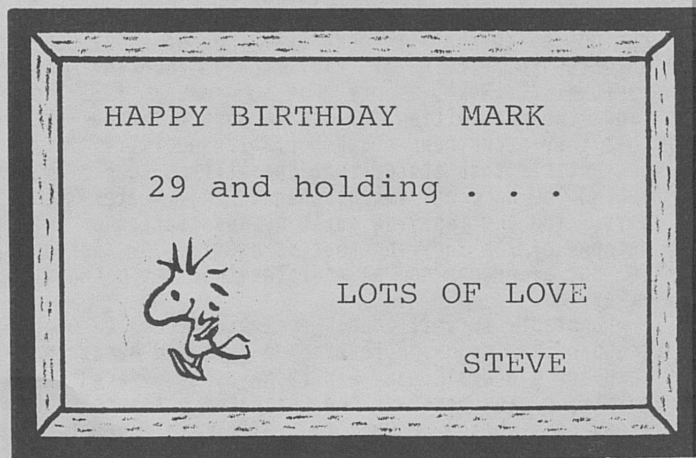 HAPPY BIRTHDAY MARK
29 and holding . . .
LOTS OF LOVE
STEVE